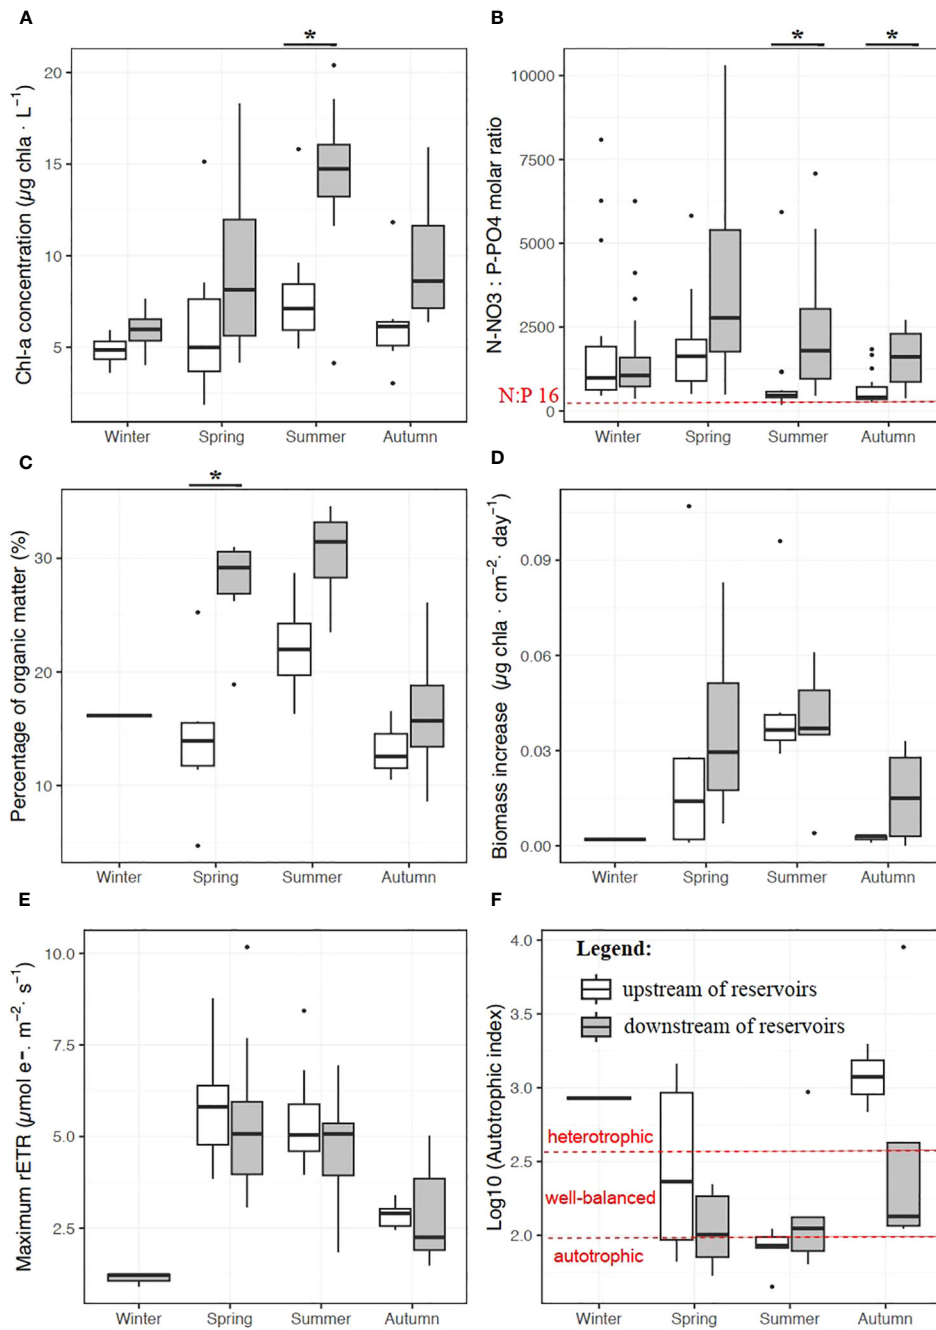 A
*
Chl-a concentration (µg chla · L⁻¹)
20
15
10
5
Winter Spring Summer Autumn
B
* *
N-NO3 : P-PO4 molar ratio
10000
7500
5000
2500
0
N:P 16
Winter Spring Summer Autumn
C
*
Percentage of organic matter (%)
30
20
10
Winter Spring Summer Autumn
D
Biomass increase (µg chla · cm⁻²· day⁻¹)
0.09
0.06
0.03
0.00
Winter Spring Summer Autumn
E
Maximum rETR (µmol e⁻· m⁻²· s⁻¹)
10.0
7.5
5.0
2.5
Winter Spring Summer Autumn
F
Log10 (Autotrophic index)
4.0
3.5
3.0
2.5
2.0
1.5
Legend:
upstream of reservoirs
downstream of reservoirs
heterotrophic
well-balanced
autotrophic
Winter Spring Summer Autumn